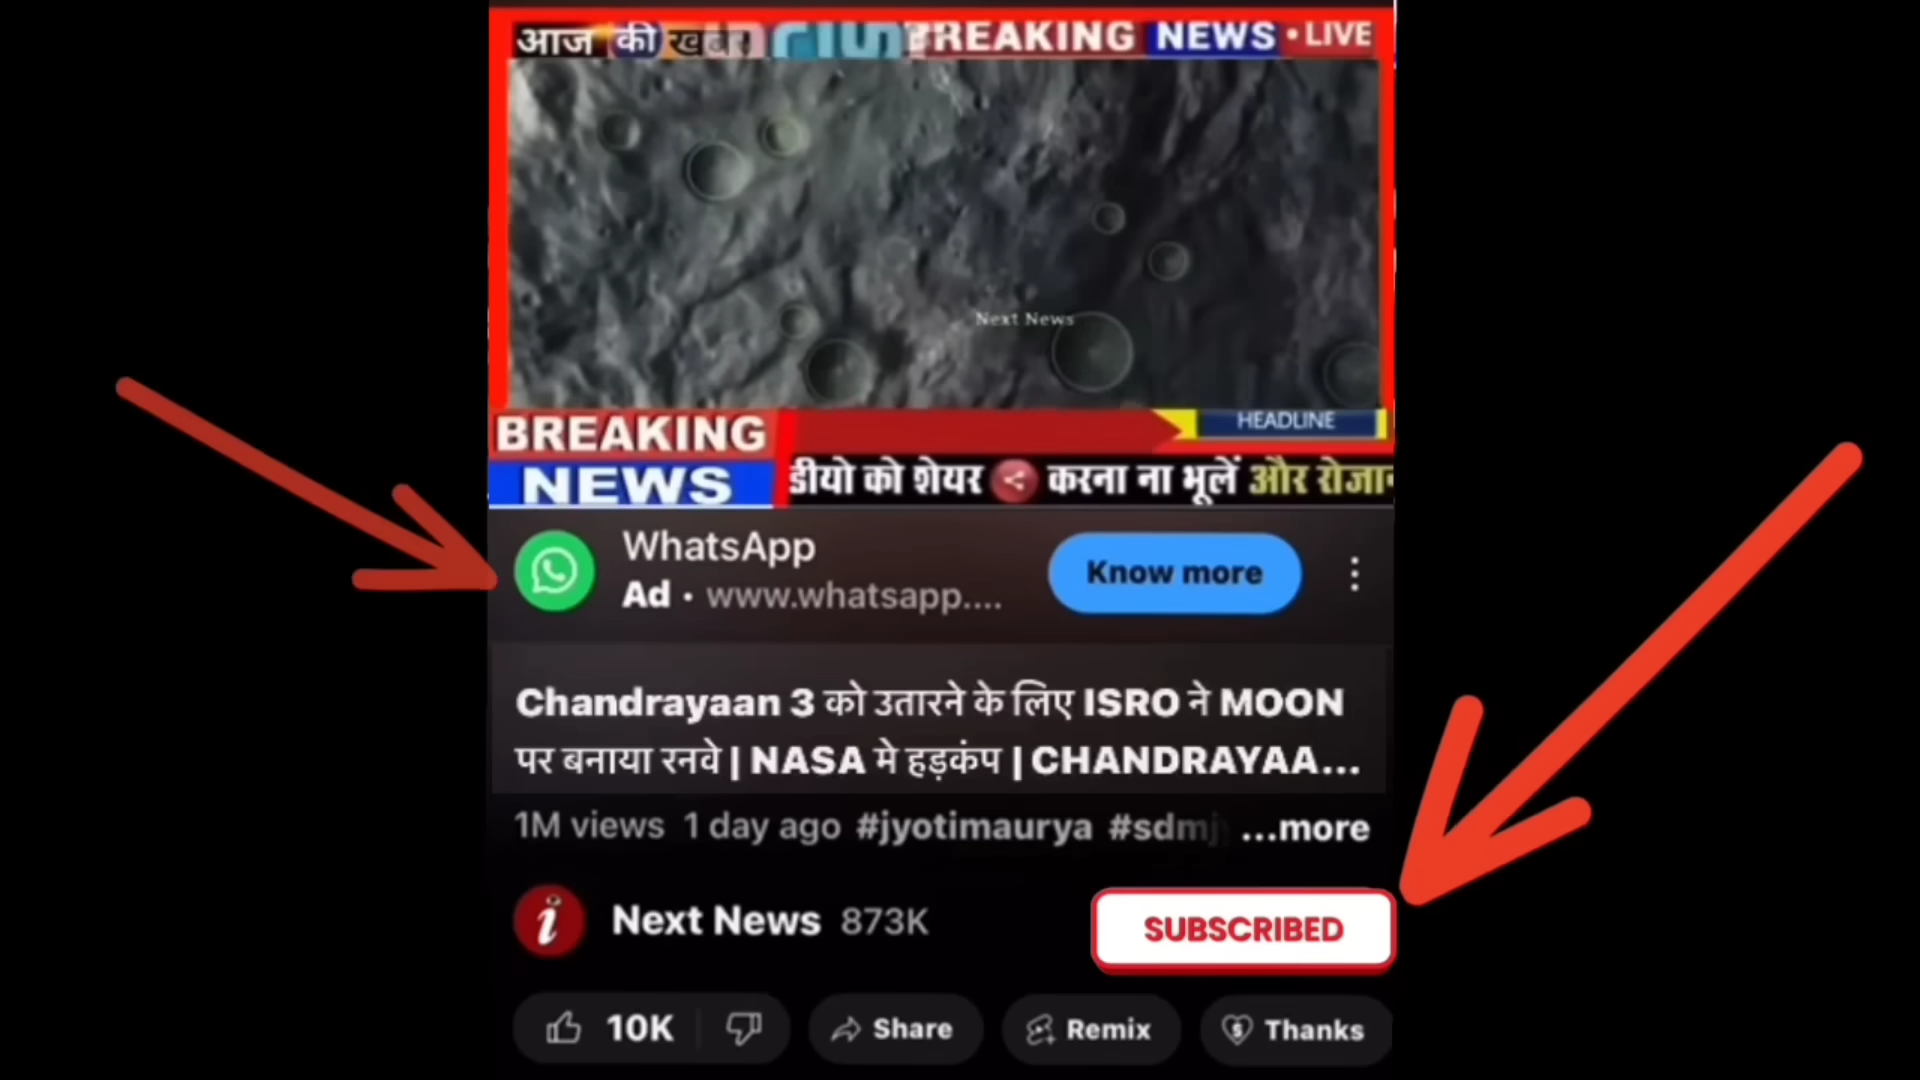 आज की खबर BREAKING NEWS • LIVE
Next News
BREAKING
NEWS
HEADLINE
डीयो को शेयर करना ना भूलें और रोजान
WhatsApp
Ad • www.whatsapp....
Know more
Chandrayaan 3 को उतारने के लिए ISRO ने MOON
पर बनाया रनवे | NASA मे हड़कंप | CHANDRAYAA...
1M views 1 day ago #jyotimaurya #sdmj ...more
Next News 873K
SUBSCRIBED
10K Share Remix Thanks